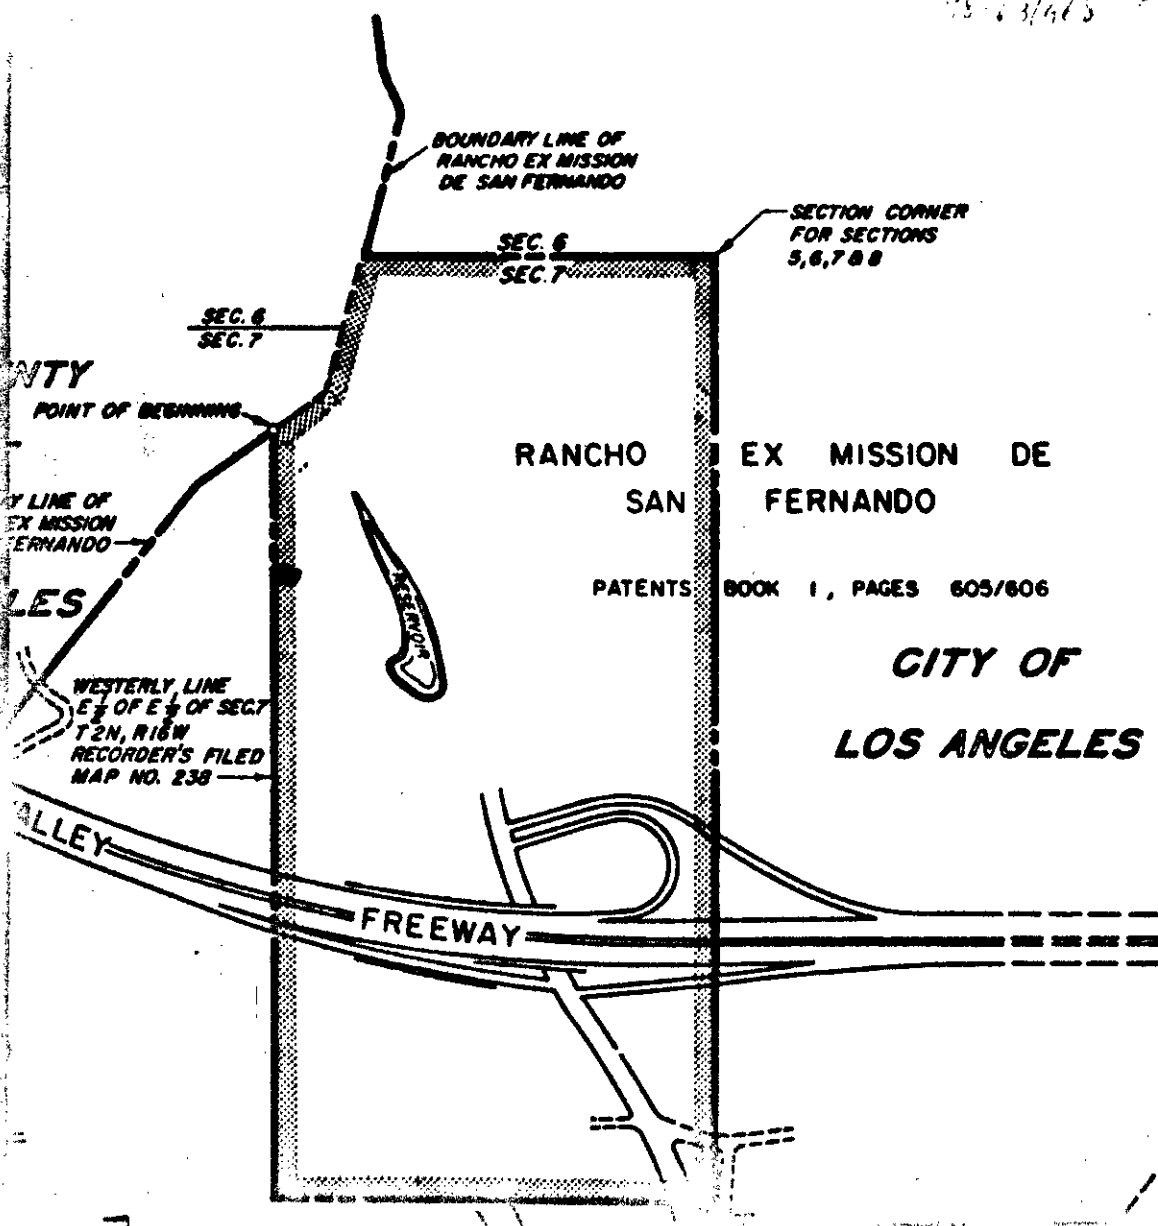 BOUNDARY LINE OF
RANCHO EX MISSION
DE SAN FERNANDO
SECTION CORNER
FOR SECTIONS
5,6,7 & 8
SEC. 6
SEC. 7
SEC. 6
SEC. 7
NTY
POINT OF BEGINNING
RANCHO EX MISSION DE
SAN FERNANDO
Y LINE OF
EX MISSION
FERNANDO
LES
RESERVOIR
PATENTS BOOK 1, PAGES 605/606
CITY OF
LOS ANGELES
WESTERLY LINE
E ½ OF E ½ OF SEC.7
T 2N, R16W
RECORDER'S FILED
MAP NO. 238
ALLEY
FREEWAY